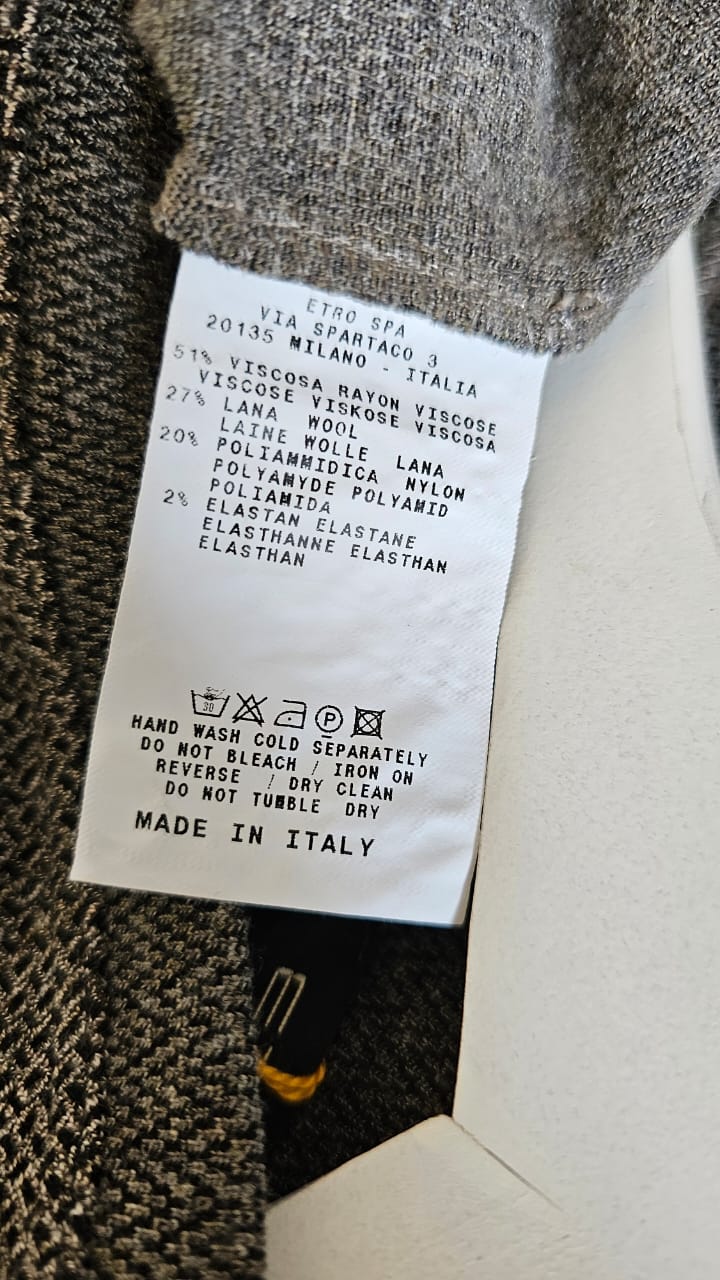 ETRO SPA
VIA SPARTACO 3
20135 MILANO - ITALIA
51% VISCOSA RAYON VISCOSE
VISCOSE VISKOSE VISCOSA
27% LANA WOOL
LAINE WOLLE LANA
20% POLIAMMIDICA NYLON
POLYAMYDE POLYAMID
POLIAMIDA
2% ELASTAN ELASTANE
ELASTHANNE ELASTHAN
ELASTHAN
30 P
HAND WASH COLD SEPARATELY
DO NOT BLEACH / IRON ON
REVERSE / DRY CLEAN
DO NOT TUMBLE DRY
MADE IN ITALY